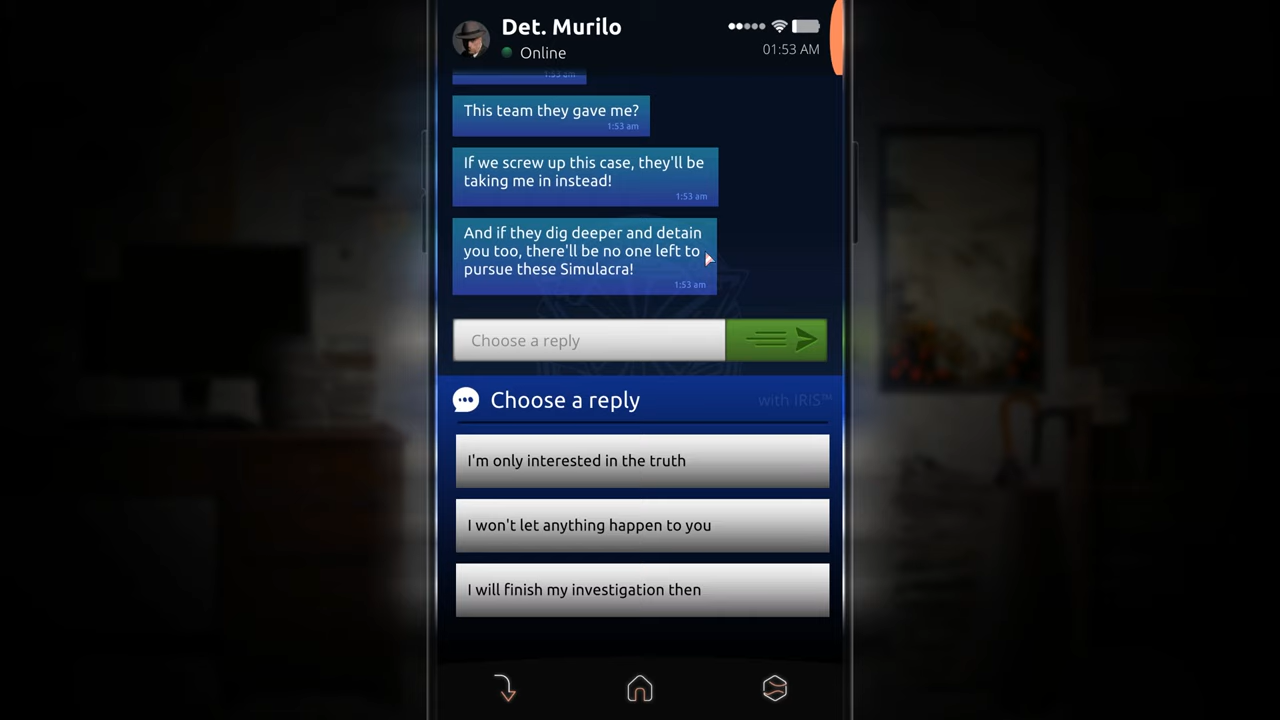 Det. Murilo
Online
01:53 AM
1:53 am
This team they gave me?
1:53 am
If we screw up this case, they'll be
taking me in instead!
1:53 am
And if they dig deeper and detain
you too, there'll be no one left to
pursue these Simulacra!
1:53 am
Choose a reply
Choose a reply
with IRIS™
I'm only interested in the truth
I won't let anything happen to you
I will finish my investigation then